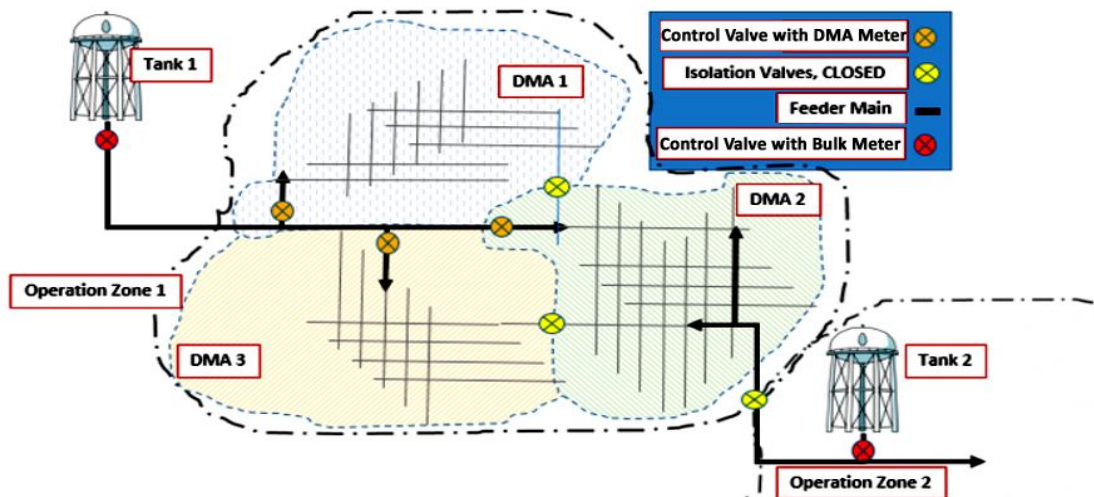 Tank 1
DMA 1
Control Valve with DMA Meter
Isolation Valves, CLOSED
Feeder Main
Control Valve with Bulk Meter
DMA 2
Operation Zone 1
DMA 3
Tank 2
Operation Zone 2